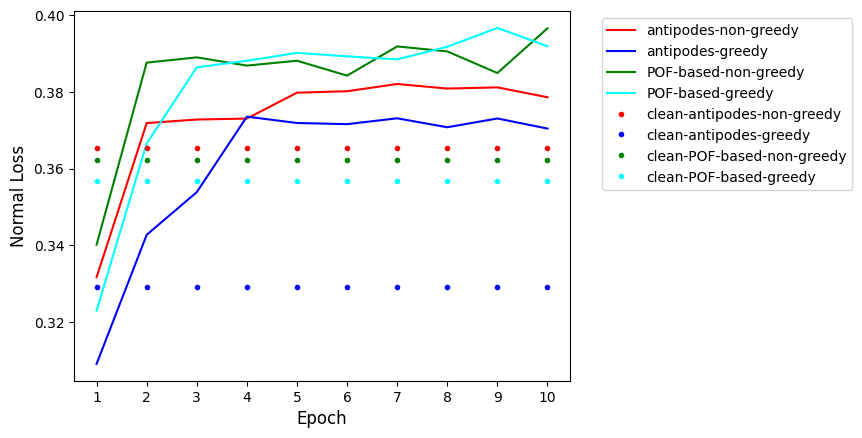 0.40
0.38
0.36
0.34
0.32
Normal Loss
1 2 3 4 5 6 7 8 9 10
Epoch
antipodes-non-greedy
antipodes-greedy
POF-based-non-greedy
POF-based-greedy
clean-antipodes-non-greedy
clean-antipodes-greedy
clean-POF-based-non-greedy
clean-POF-based-greedy